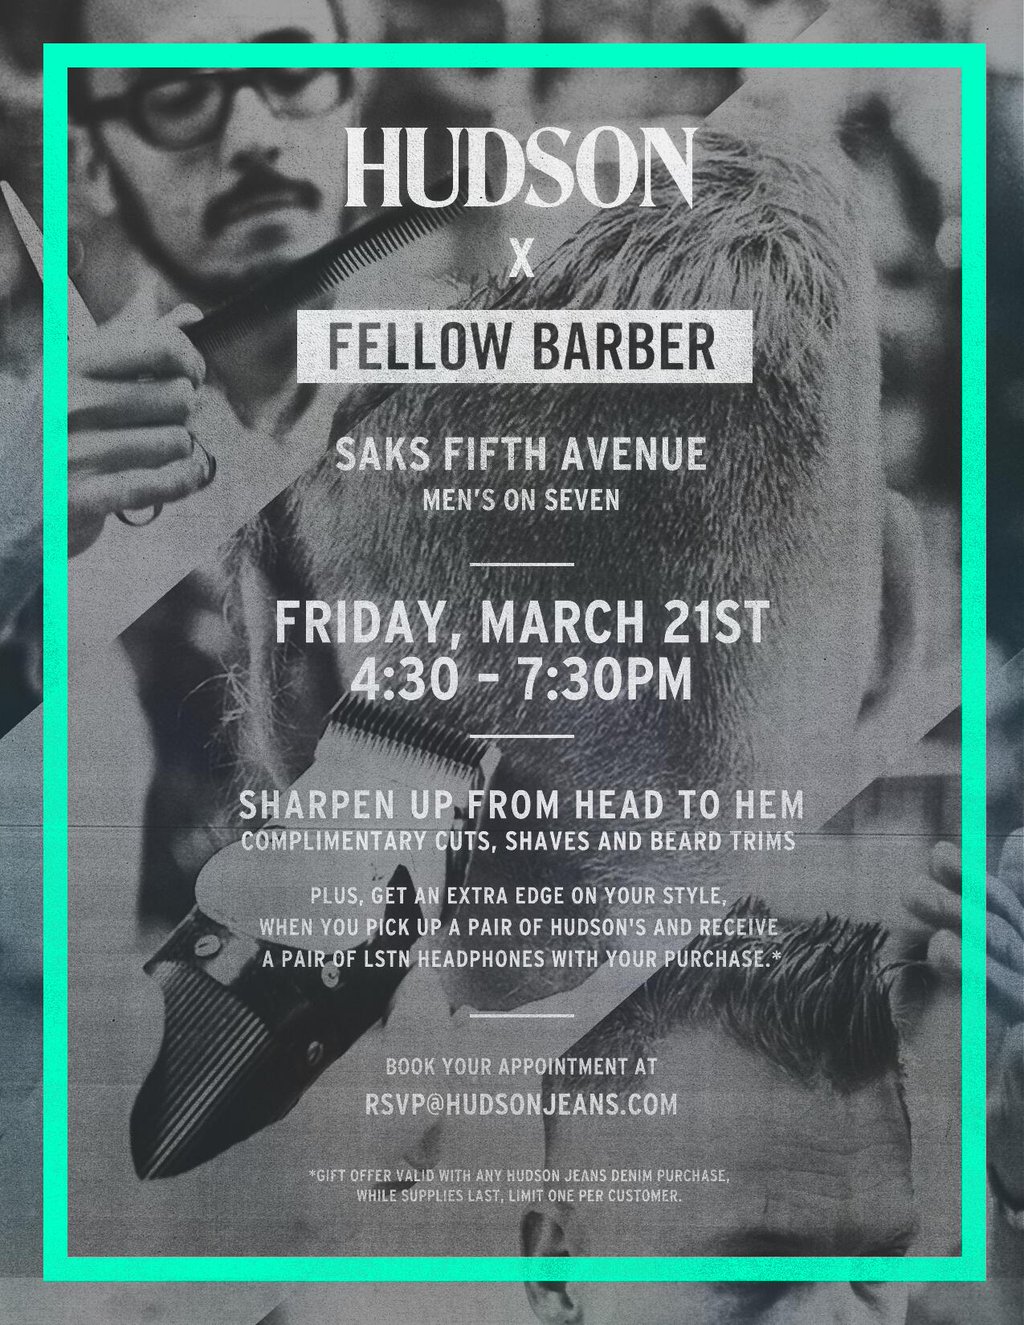 HUDSON
X
FELLOW BARBER
SAKS FIFTH AVENUE
MEN'S ON SEVEN
FRIDAY, MARCH 21ST
4:30 – 7:30PM
SHARPEN UP FROM HEAD TO HEM
COMPLIMENTARY CUTS, SHAVES AND BEARD TRIMS
PLUS, GET AN EXTRA EDGE ON YOUR STYLE,
WHEN YOU PICK UP A PAIR OF HUDSON'S AND RECEIVE
A PAIR OF LSTN HEADPHONES WITH YOUR PURCHASE.*
BOOK YOUR APPOINTMENT AT
RSVP@HUDSONJEANS.COM
*GIFT OFFER VALID WITH ANY HUDSON JEANS DENIM PURCHASE,
WHILE SUPPLIES LAST, LIMIT ONE PER CUSTOMER.